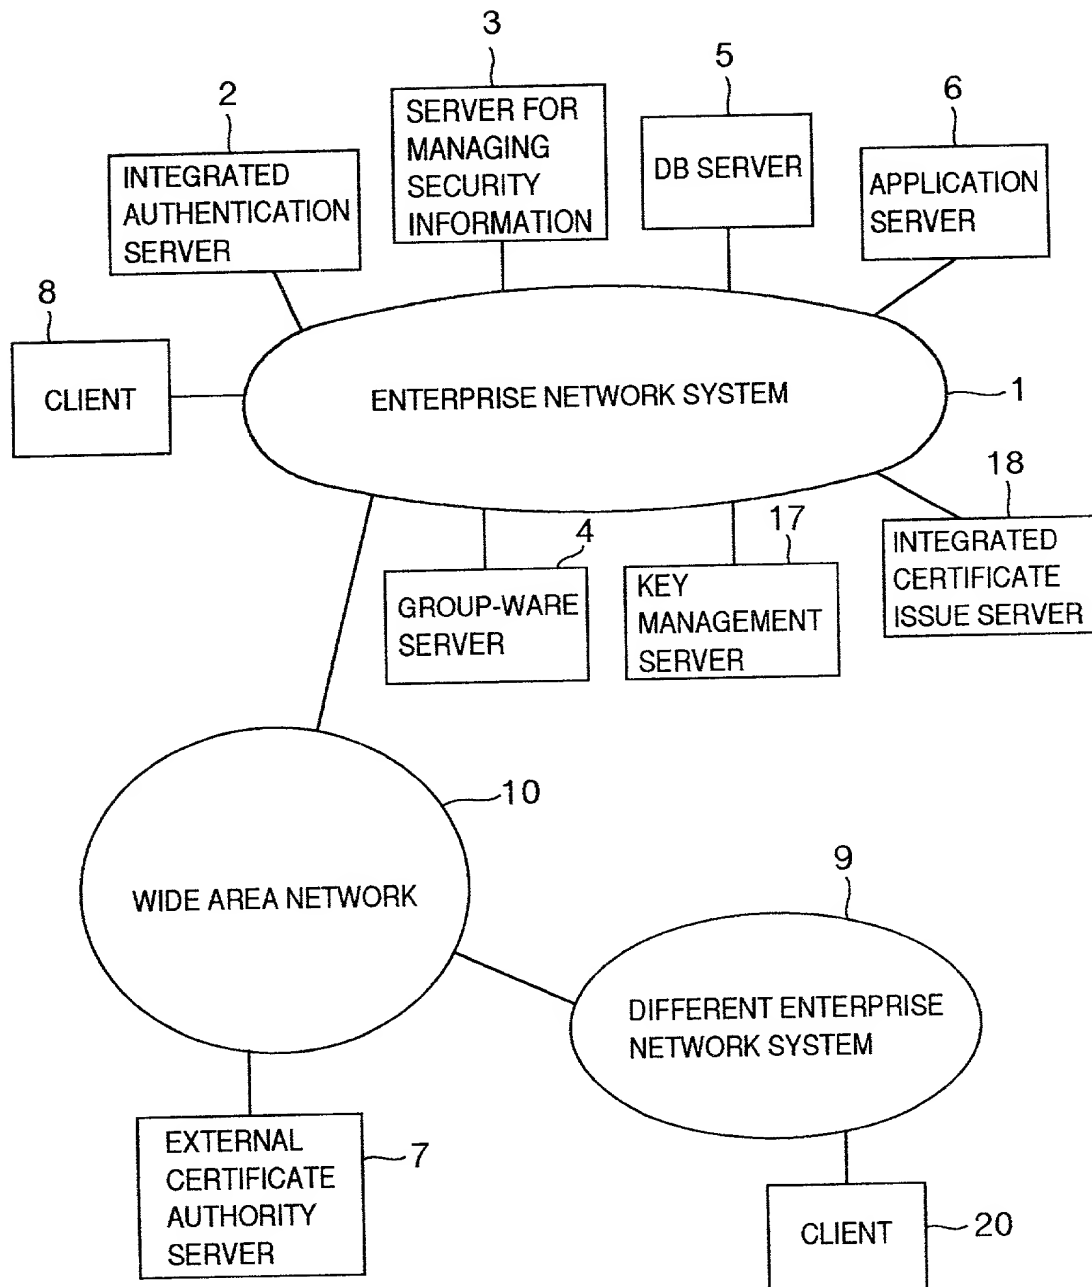 3
5
2
6
SERVER FOR
MANAGING
SECURITY
INFORMATION
DB SERVER
INTEGRATED
AUTHENTICATION
SERVER
APPLICATION
SERVER
8
CLIENT
ENTERPRISE NETWORK SYSTEM
1
18
4
17
GROUP-WARE
SERVER
KEY
MANAGEMENT
SERVER
INTEGRATED
CERTIFICATE
ISSUE SERVER
10
WIDE AREA NETWORK
9
DIFFERENT ENTERPRISE
NETWORK SYSTEM
EXTERNAL
CERTIFICATE
AUTHORITY
SERVER
7
CLIENT
20